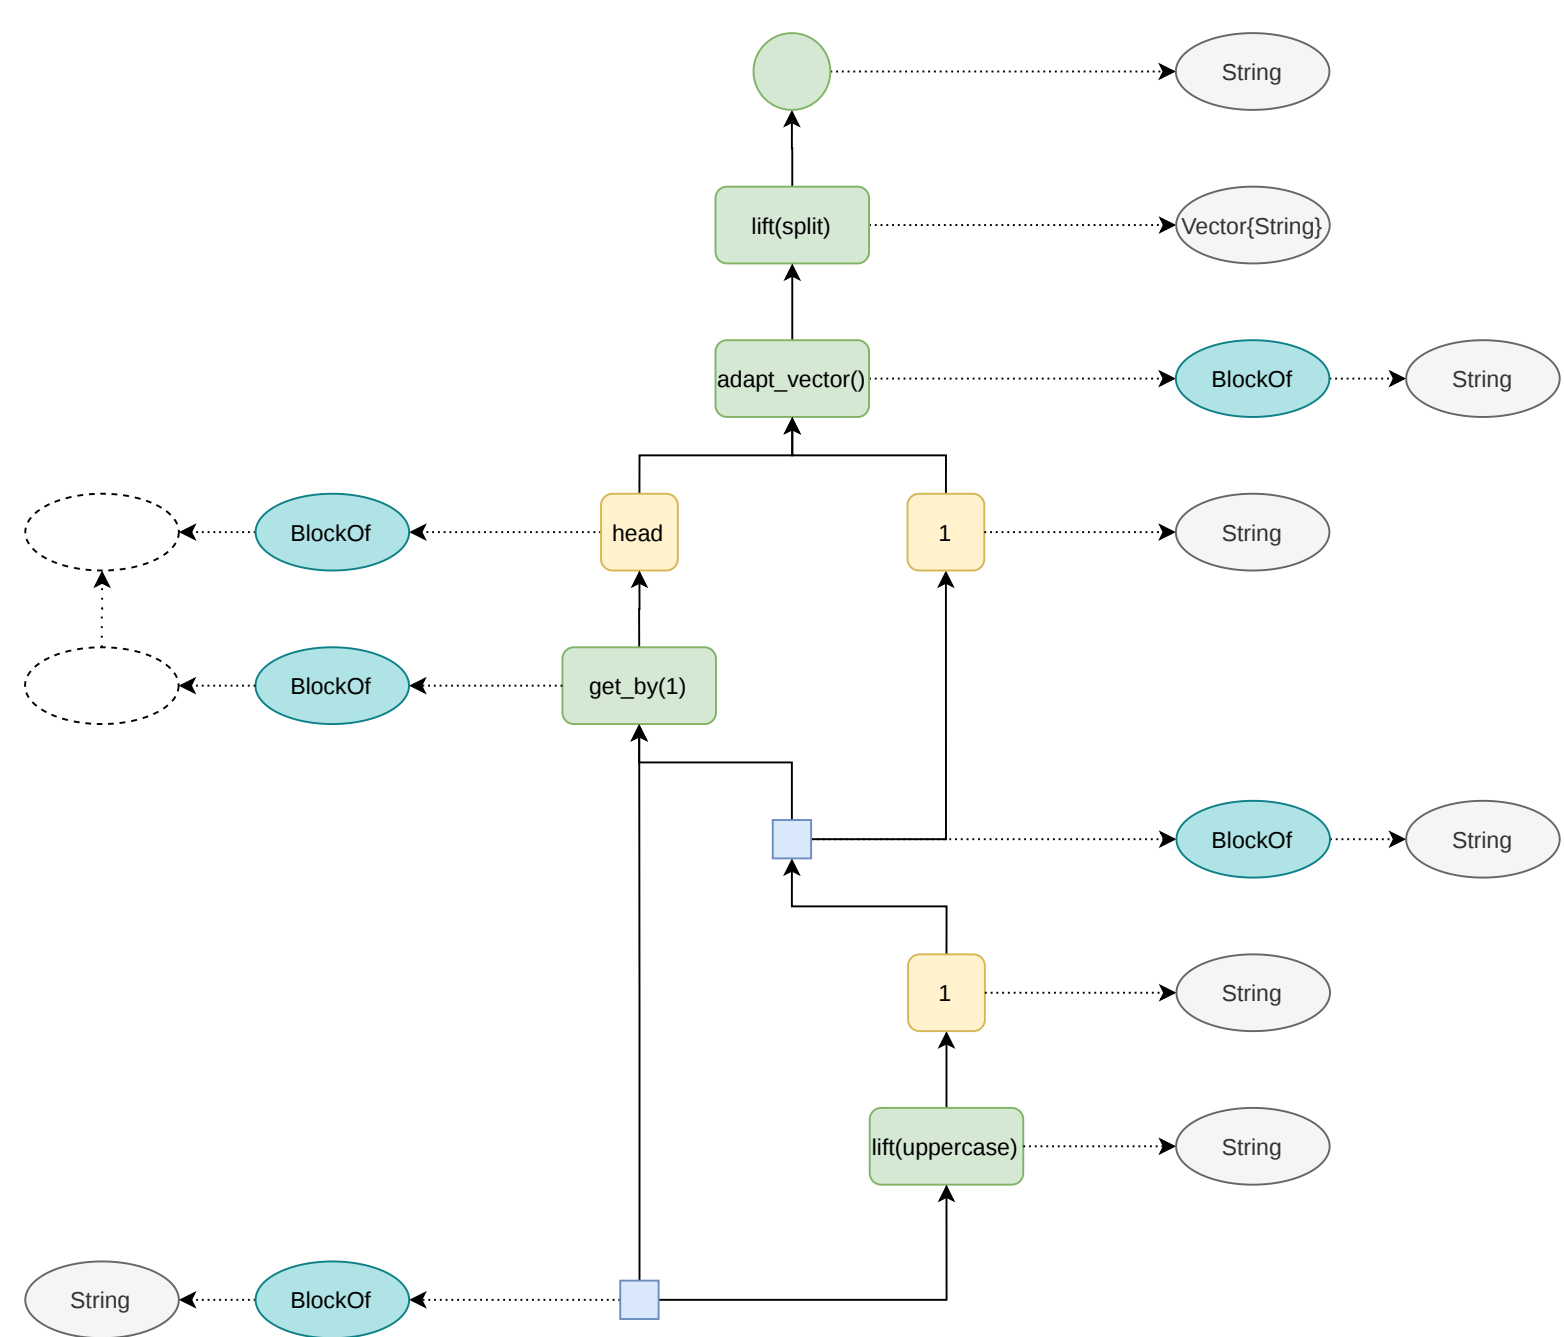 String
lift(split)
Vector{String}
adapt_vector()
BlockOf
String
BlockOf
head
1
String
BlockOf
get_by(1)
BlockOf
String
1
String
lift(uppercase)
String
String
BlockOf